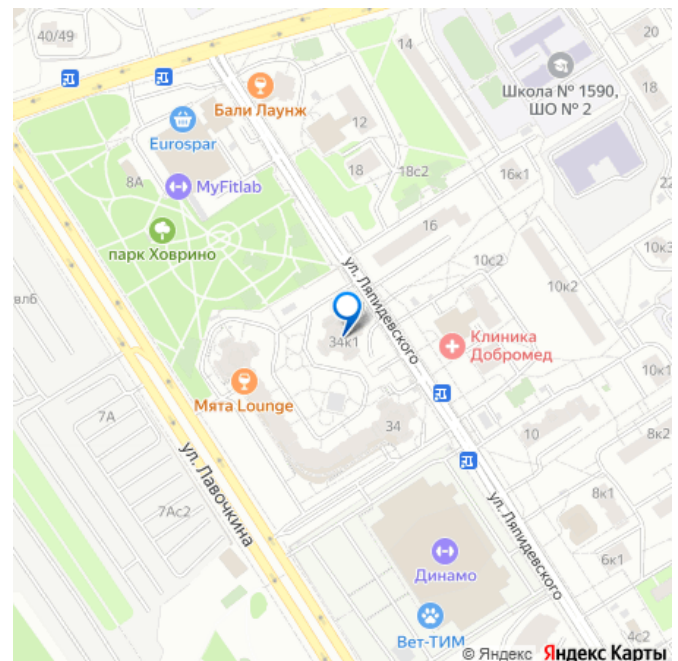 40/49
14
20
Школа № 1590,
ШО № 2
18
Бали Лаунж
Eurospar
12
8А
MyFitlab
18
18с2
16к1
22
парк Ховрино
16
10с2
10к3
ул. Ляпидевского
10к2
вл6
34к1
Клиника
Добромед
10к1
Мята Lounge
7А
34
10
8к2
ул. Лавочкина
7Ас2
8к1
ул. Ляпидевского
6к1
Динамо
Вет-ТИМ
4с2
© Яндекс Яндекс Карты